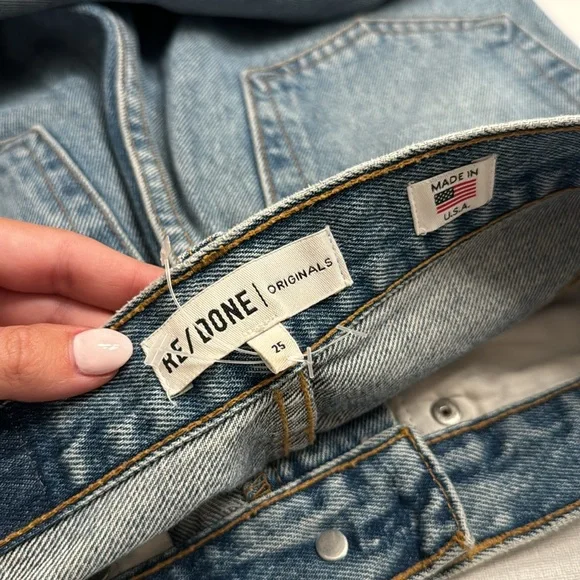 RE/DONE | ORIGINALS
25
MADE IN
U.S.A.